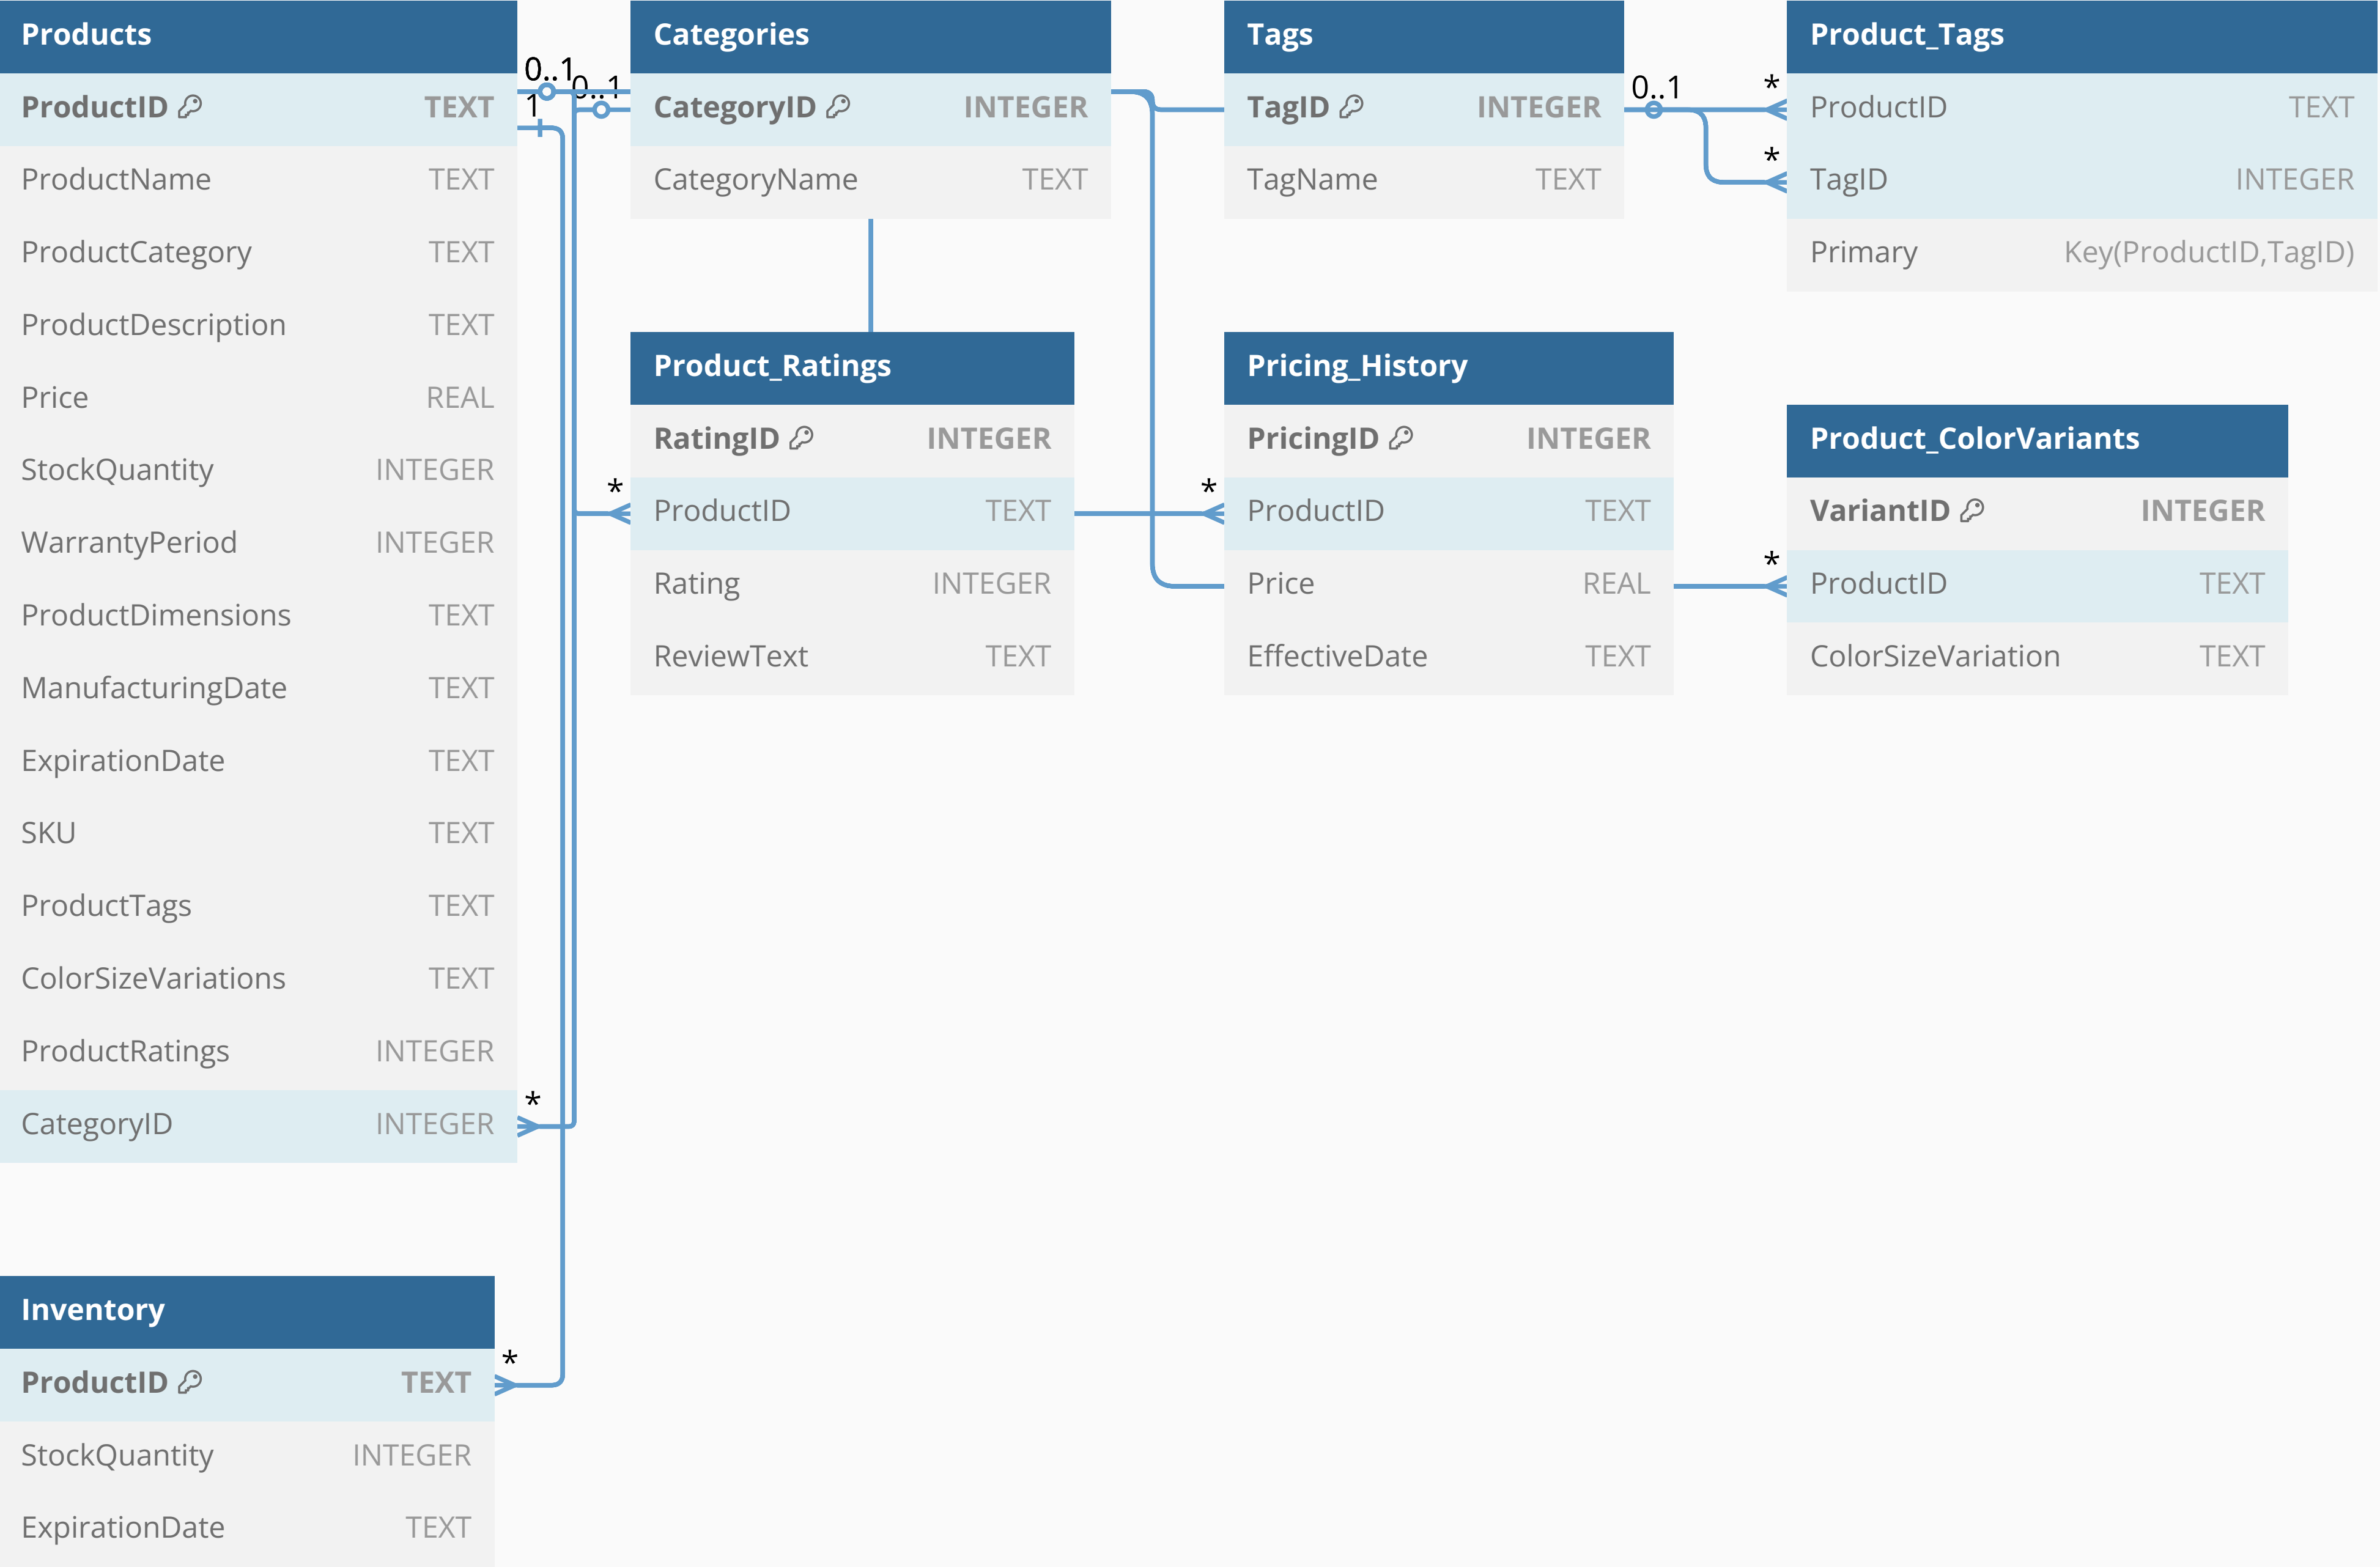 Products
ProductID TEXT
ProductName TEXT
ProductCategory TEXT
ProductDescription TEXT
Price REAL
StockQuantity INTEGER
WarrantyPeriod INTEGER
ProductDimensions TEXT
ManufacturingDate TEXT
ExpirationDate TEXT
SKU TEXT
ProductTags TEXT
ColorSizeVariations TEXT
ProductRatings INTEGER
CategoryID INTEGER
0..1
0..1
1
*
Categories
CategoryID INTEGER
CategoryName TEXT
Tags
TagID INTEGER
TagName TEXT
0..1
*
*
Product_Tags
ProductID TEXT
TagID INTEGER
Primary Key(ProductID,TagID)
Product_Ratings
RatingID INTEGER
*
ProductID TEXT
Rating INTEGER
ReviewText TEXT
Pricing_History
PricingID INTEGER
*
ProductID TEXT
Price REAL
EffectiveDate TEXT
Product_ColorVariants
VariantID INTEGER
*
ProductID TEXT
ColorSizeVariation TEXT
Inventory
*
ProductID TEXT
StockQuantity INTEGER
ExpirationDate TEXT